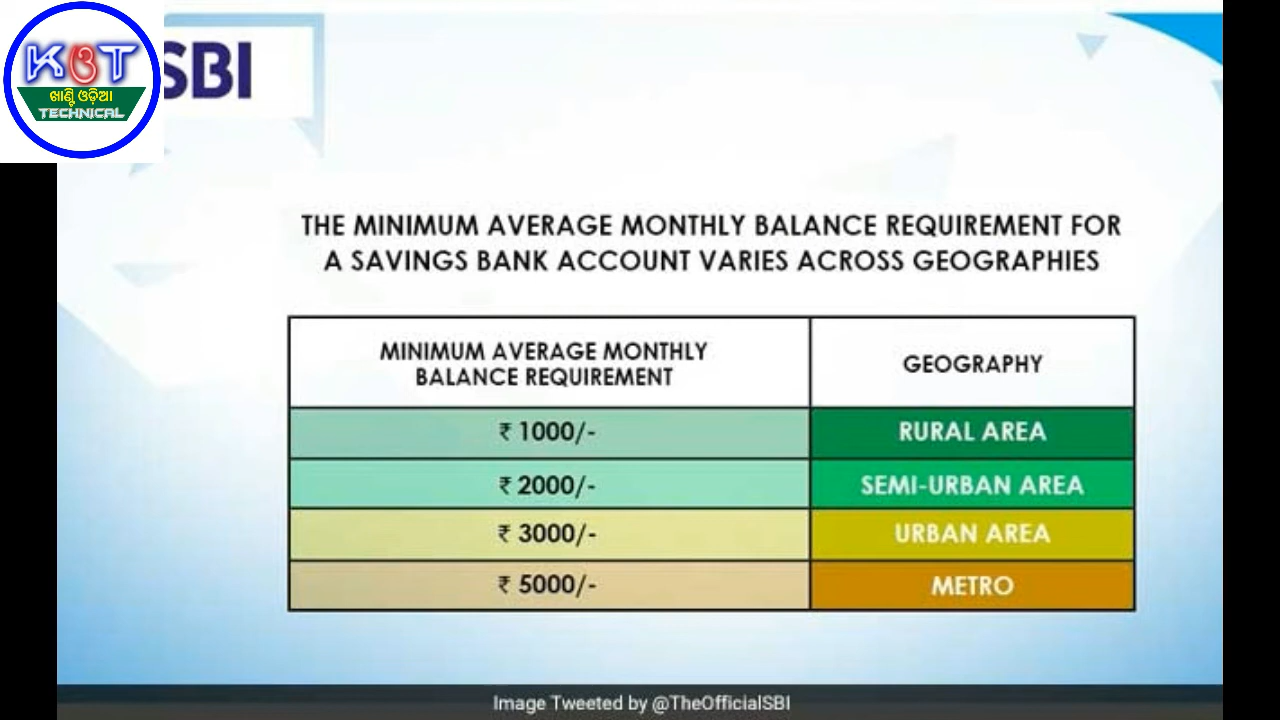 KOT
ଖାଣ୍ଟି ଓଡ଼ିଆ
TECHNICAL
SBI
THE MINIMUM AVERAGE MONTHLY BALANCE REQUIREMENT FOR
A SAVINGS BANK ACCOUNT VARIES ACROSS GEOGRAPHIES
MINIMUM AVERAGE MONTHLY
BALANCE REQUIREMENT
GEOGRAPHY
₹ 1000/- RURAL AREA
₹ 2000/- SEMI-URBAN AREA
₹ 3000/- URBAN AREA
₹ 5000/- METRO
Image Tweeted by @TheOfficialSBI